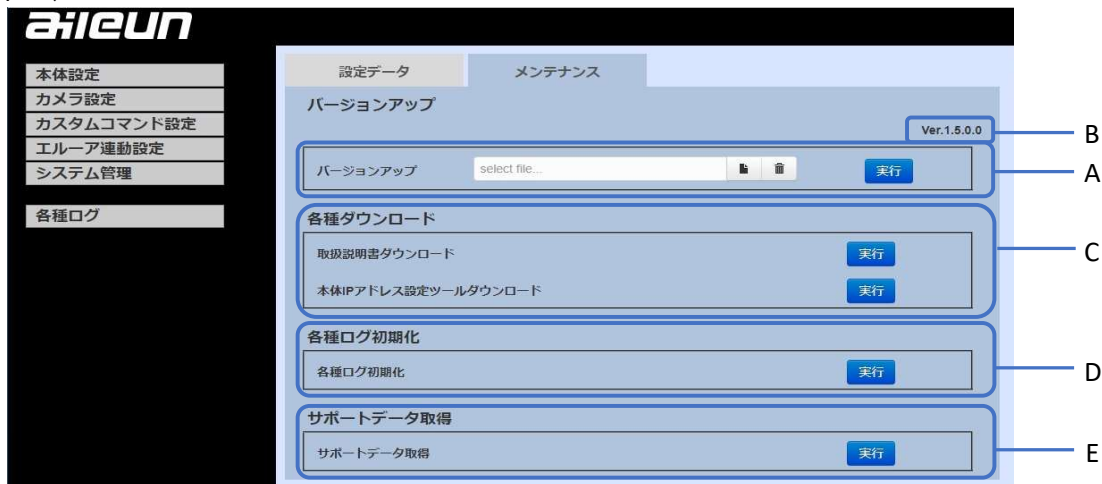 aileun
本体設定
カメラ設定
カスタムコマンド設定
エルーア連動設定
システム管理
各種ログ
設定データ メンテナンス
バージョンアップ
Ver.1.5.0.0
B
バージョンアップ select file... 実行
A
各種ダウンロード
取扱説明書ダウンロード 実行
C
本体IPアドレス設定ツールダウンロード 実行
各種ログ初期化
各種ログ初期化 実行
D
サポートデータ取得
サポートデータ取得 実行
E